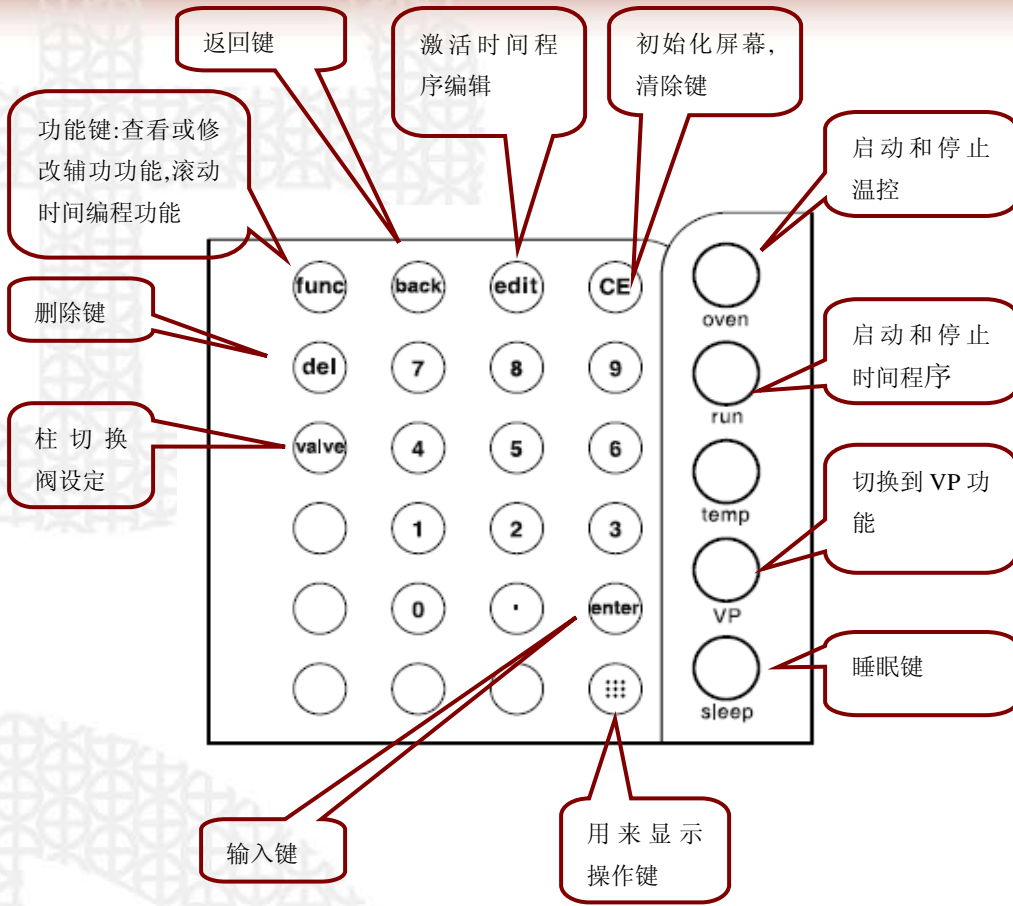 返回键
激活时间程
序编辑
初始化屏幕,
清除键
功能键:查看或修
改辅功功能,滚动
时间编程功能
启动和停止
温控
func back edit CE
oven
删除键
del 7 8 9
启动和停止
时间程序
run
柱切换
阀设定
valve 4 5 6
temp
切换到 VP 功
能
1 2 3
0 . enter
VP
睡眠键
sleep
输入键
用来显示
操作键